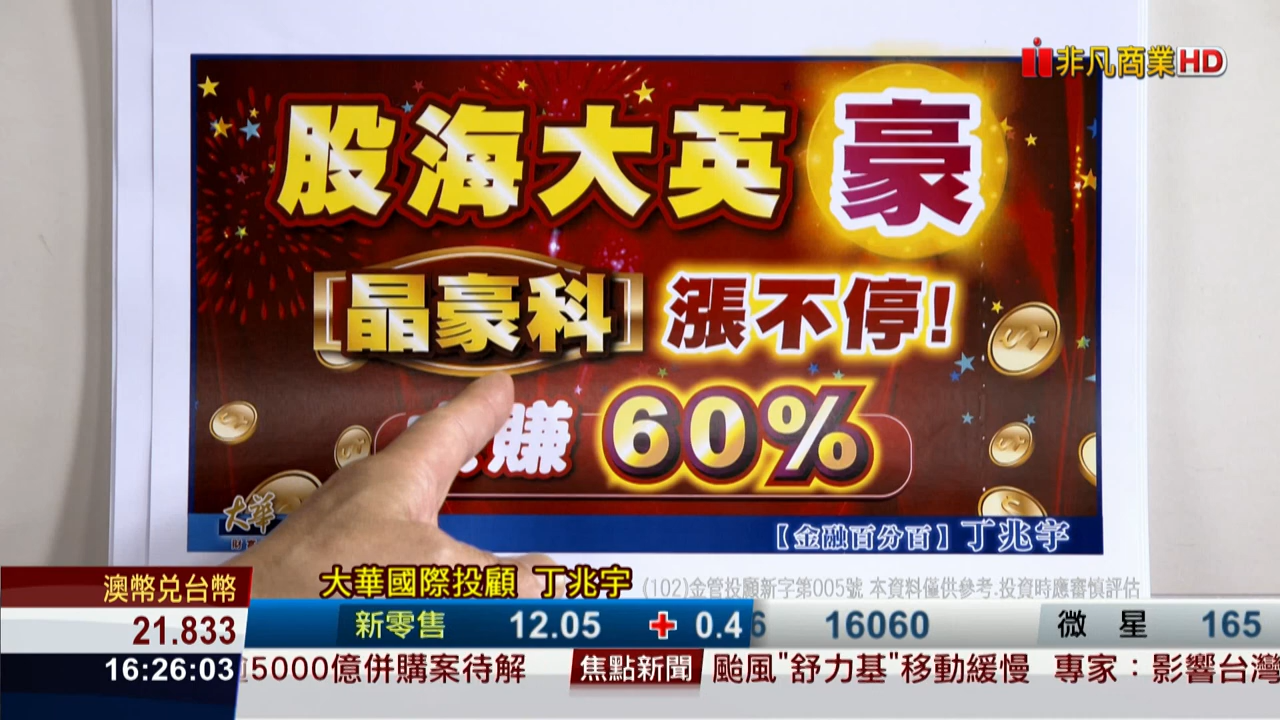 非凡商業HD
股海大英豪
[晶豪科]漲不停!
賺60%
大華
【金融百分百】丁兆宇
大華國際投顧 丁兆宇
(102)金管投顧新字第005號 本資料僅供參考.投資時應審慎評估
澳幣兌台幣
21.833
新零售 12.05 + 0.4
6 16060 微星 165
16:26:03
5000億併購案待解 焦點新聞 颱風"舒力基"移動緩慢 專家：影響台灣